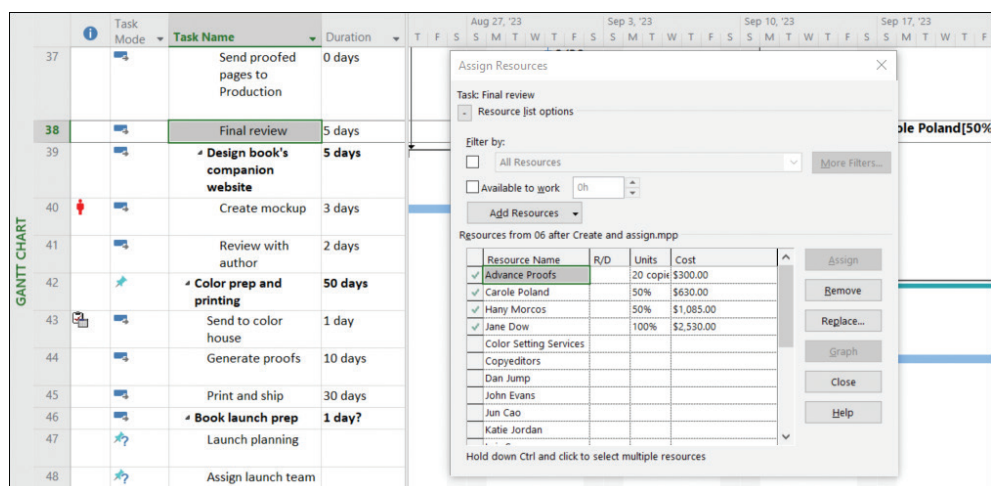 Aug 27, '23 Sep 3, '23 Sep 10, '23 Sep 17, '23
Task
Mode Task Name Duration T F S S M T W T F S S M T W T F S S M T W T F S S M T W T F
37 Send proofed 0 days
pages to
Production
38 Final review 5 days
39 Design book's 5 days
companion
website
40 Create mockup 3 days
41 Review with 2 days
author
42 Color prep and 50 days
printing
43 Send to color 1 day
house
44 Generate proofs 10 days
45 Print and ship 30 days
46 Book launch prep 1 day?
47 Launch planning
48 Assign launch team
GANTT CHART
Poland[50%
Assign Resources
Task: Final review
- Resource list options
Filter by:
All Resources More Filters...
Available to work 0h
Add Resources
Resources from 06 after Create and assign.mpp
Resource Name R/D Units Cost
Advance Proofs 20 copie $300.00
Carole Poland 50% $630.00
Hany Morcos 50% $1,085.00
Jane Dow 100% $2,530.00
Color Setting Services
Copyeditors
Dan Jump
John Evans
Jun Cao
Katie Jordan
Assign
Remove
Replace...
Graph
Close
Help
Hold down Ctrl and click to select multiple resources